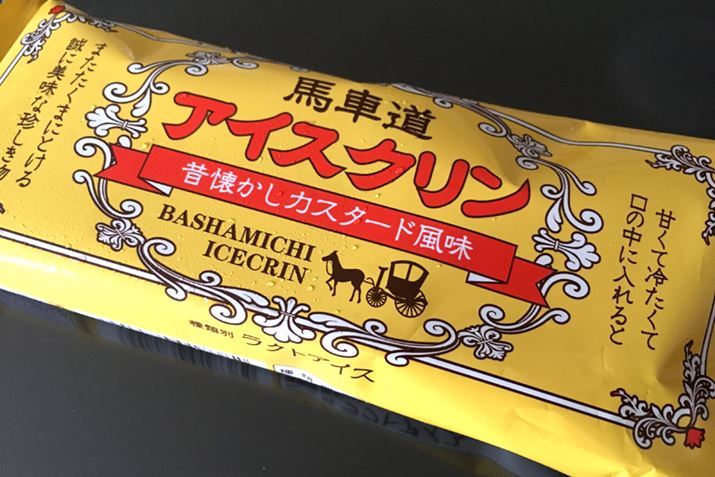 馬車道
アイスクリン
昔懐かしカスタード風味
BASHAMICHI
ICECRIN
甘くて冷たくて
口の中に入れると
またたくまにとける
誠に美味な珍しき物
種類別 ラクトアイス